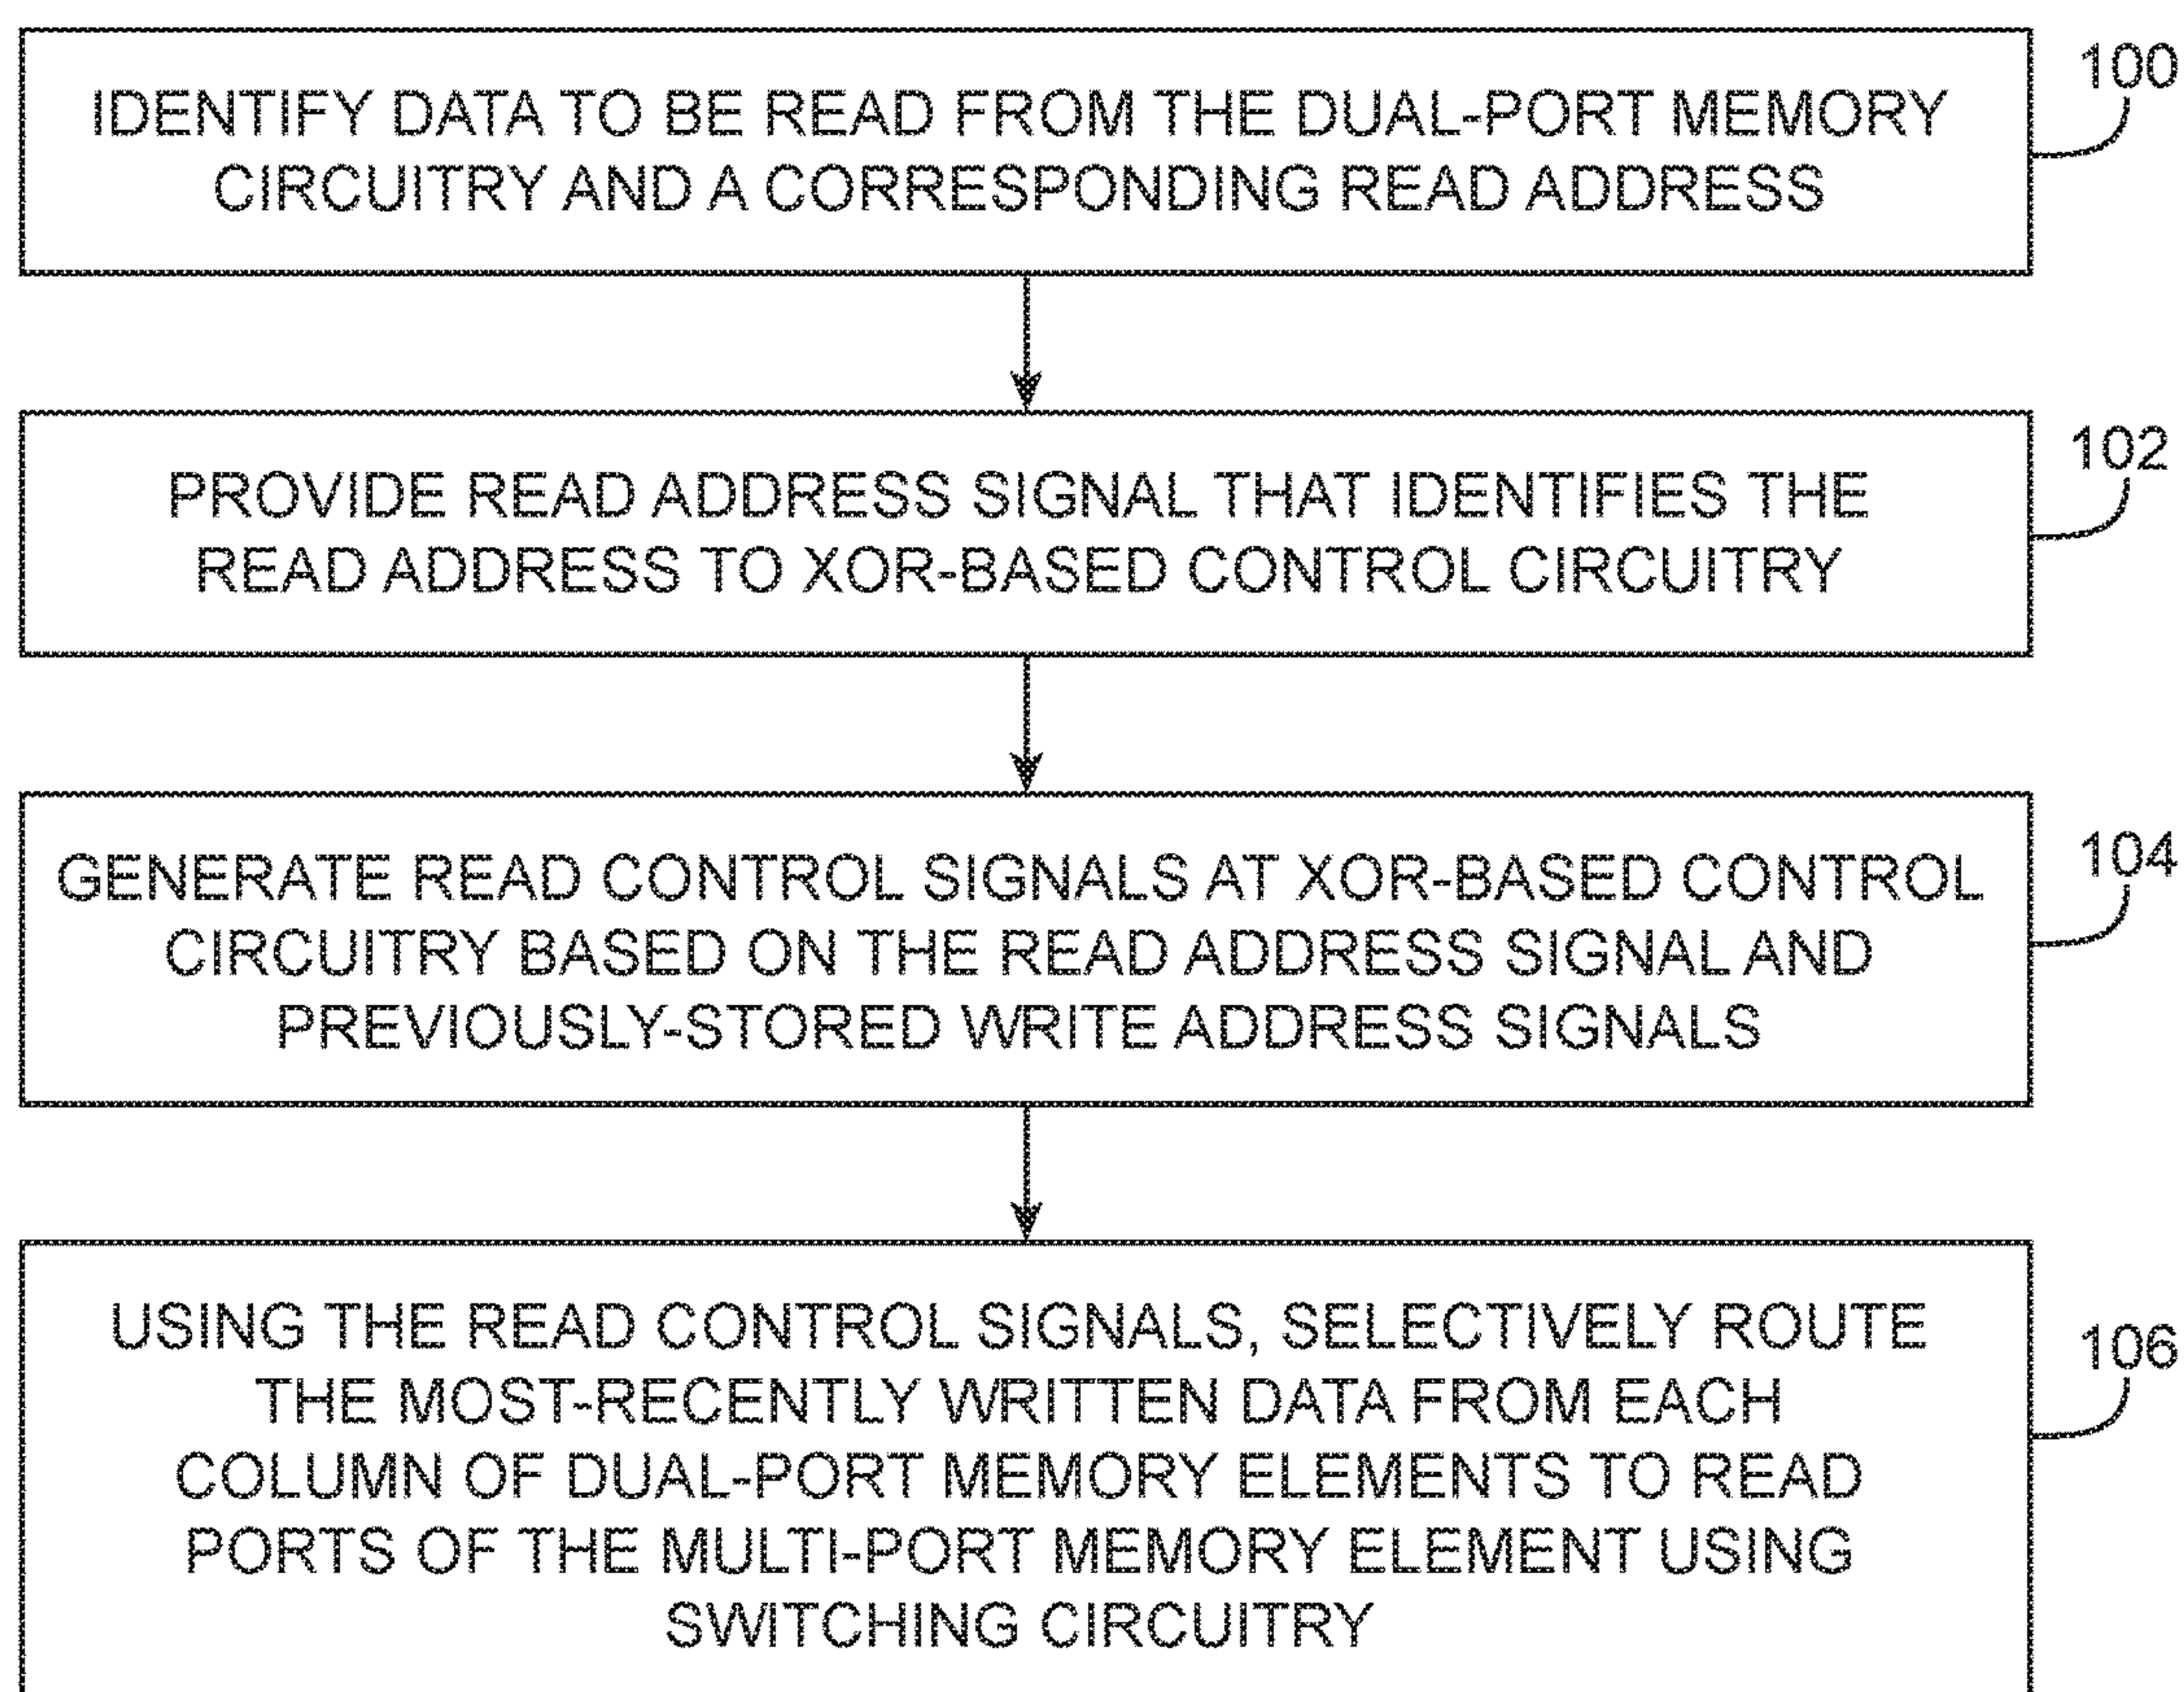 100
IDENTIFY DATA TO BE READ FROM THE DUAL-PORT MEMORY
CIRCUITRY AND A CORRESPONDING READ ADDRESS
102
PROVIDE READ ADDRESS SIGNAL THAT IDENTIFIES THE
READ ADDRESS TO XOR-BASED CONTROL CIRCUITRY
104
GENERATE READ CONTROL SIGNALS AT XOR-BASED CONTROL
CIRCUITRY BASED ON THE READ ADDRESS SIGNAL AND
PREVIOUSLY-STORED WRITE ADDRESS SIGNALS
106
USING THE READ CONTROL SIGNALS, SELECTIVELY ROUTE
THE MOST-RECENTLY WRITTEN DATA FROM EACH
COLUMN OF DUAL-PORT MEMORY ELEMENTS TO READ
PORTS OF THE MULTI-PORT MEMORY ELEMENT USING
SWITCHING CIRCUITRY